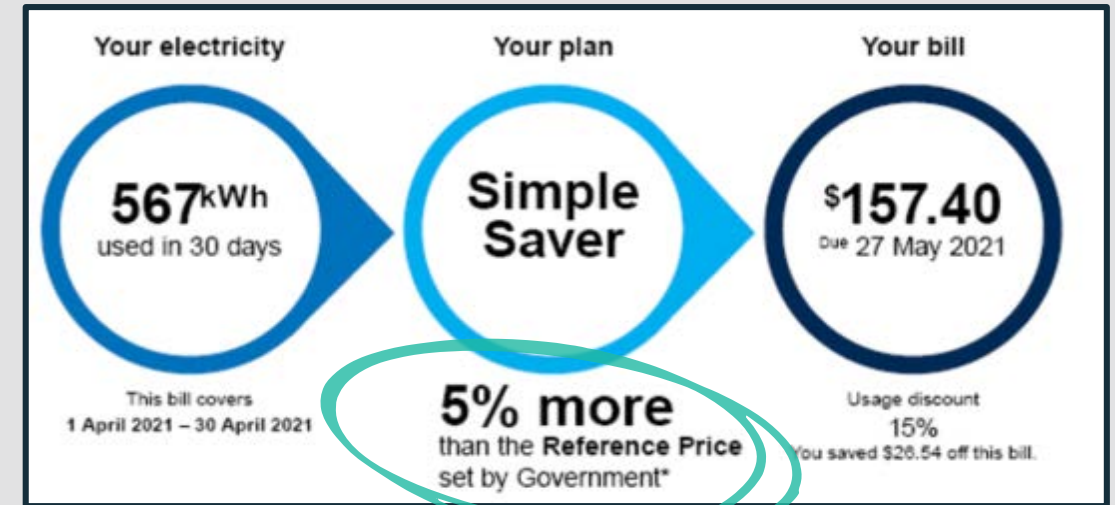 Your electricity
567kWh
used in 30 days
This bill covers
1 April 2021 – 30 April 2021
Your plan
Simple
Saver
5% more
than the Reference Price
set by Government*
Your bill
$157.40
Due 27 May 2021
Usage discount
15%
You saved $26.54 off this bill.